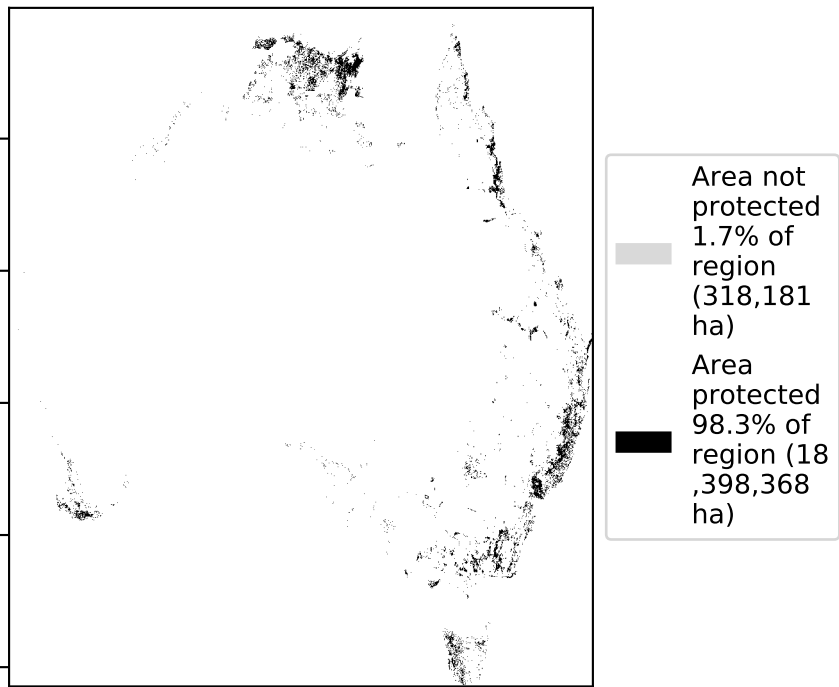 Area not
protected
1.7% of
region
(318,181
ha)
Area
protected
98.3% of
region (18
,398,368
ha)